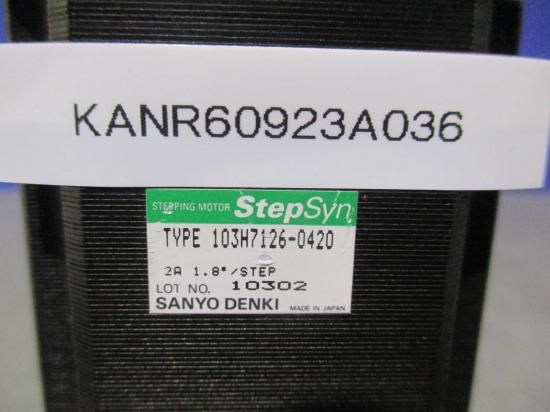 KANR60923A036
STEPPING MOTOR StepSyn
TYPE 103H7126-0420
2A 1.8°/STEP
LOT NO. 10302
SANYO DENKI MADE IN JAPAN